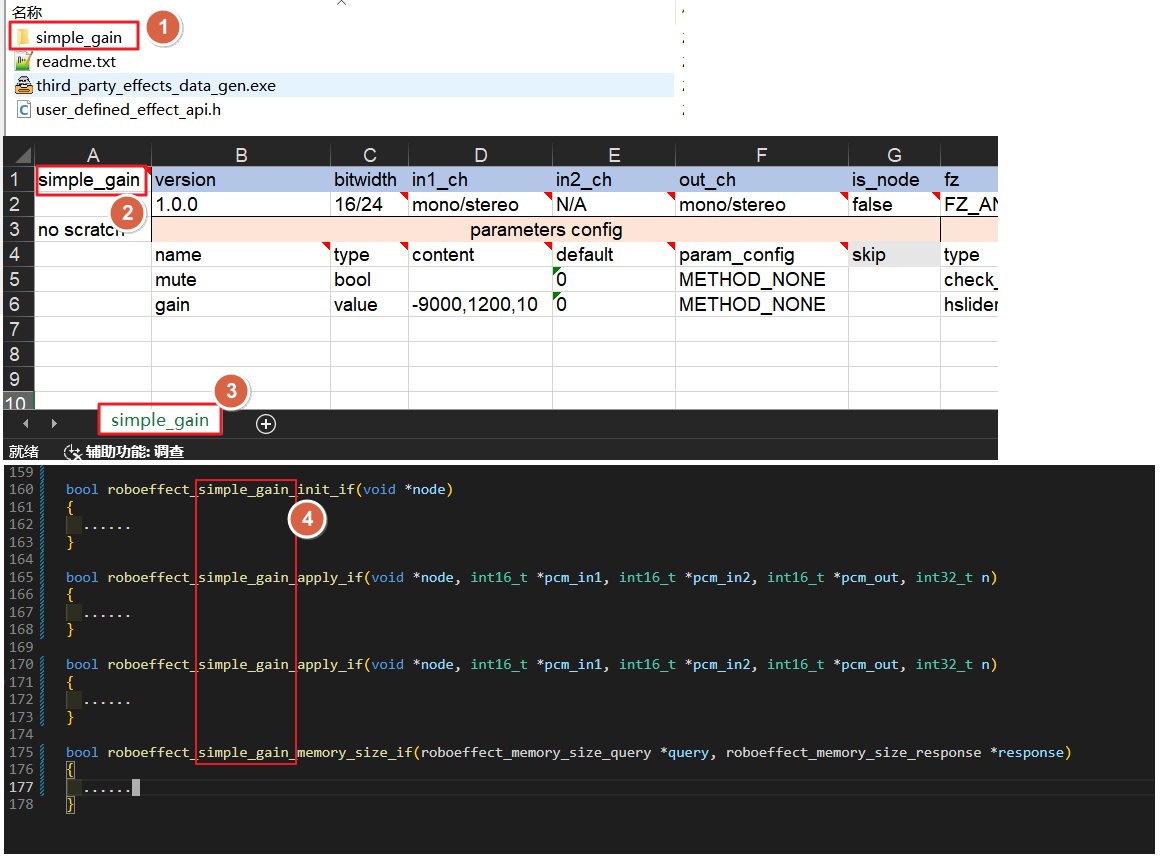 名称
simple_gain 1
readme.txt
third_party_effects_data_gen.exe
user_defined_effect_api.h
A B C D E F G
1 simple_gain version bitwidth in1_ch in2_ch out_ch is_node fz
2 1.0.0 16/24 mono/stereo N/A mono/stereo false FZ_AN
2
3 no scratch parameters config
4 name type content default param_config skip type
5 mute bool 0 METHOD_NONE check_
6 gain value -9000,1200,10 0 METHOD_NONE hslider
7
8
9
10
3
simple_gain
就绪 辅助功能: 调查
159
160 bool roboeffect_simple_gain_init_if(void *node)
161 {
162 ......
163 }
4
164
165 bool roboeffect_simple_gain_apply_if(void *node, int16_t *pcm_in1, int16_t *pcm_in2, int16_t *pcm_out, int32_t n)
166 {
167 ......
168 }
169
170 bool roboeffect_simple_gain_apply_if(void *node, int16_t *pcm_in1, int16_t *pcm_in2, int16_t *pcm_out, int32_t n)
171 {
172 ......
173 }
174
175 bool roboeffect_simple_gain_memory_size_if(roboeffect_memory_size_query *query, roboeffect_memory_size_response *response)
176 {
177 ......
178 }